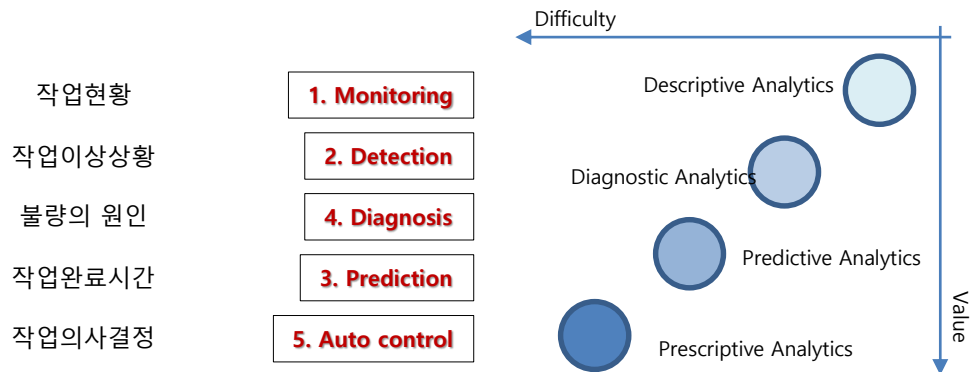 Difficulty
작업현황
1. Monitoring
Descriptive Analytics
작업이상상황
2. Detection
Diagnostic Analytics
불량의 원인
4. Diagnosis
작업완료시간
3. Prediction
Predictive Analytics
작업의사결정
5. Auto control
Prescriptive Analytics
Value